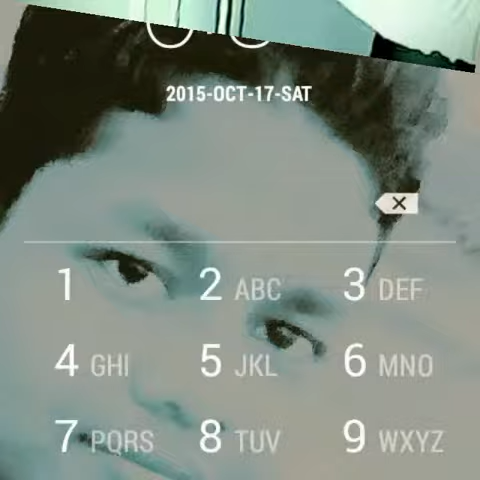 2015-OCT-17-SAT
1 2 ABC 3 DEF
4 GHI 5 JKL 6 MNO
7 PQRS 8 TUV 9 WXYZ